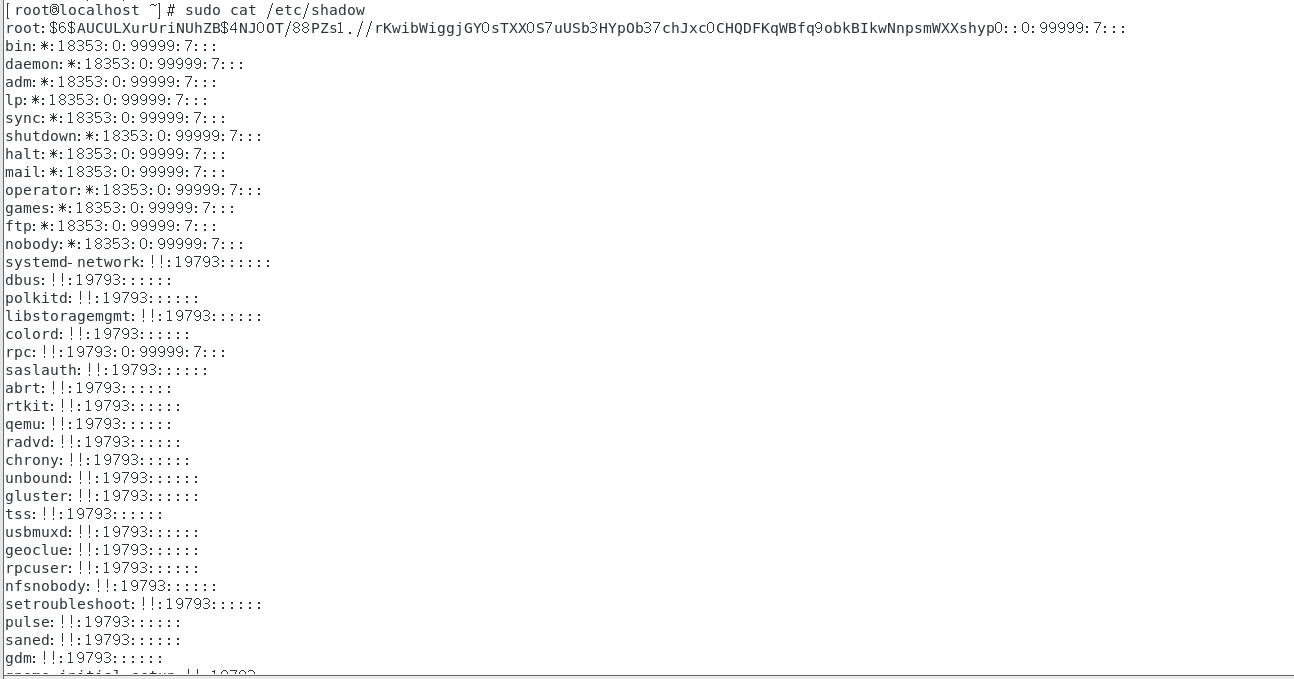 [root@localhost ~]# sudo cat /etc/shadow
root:$6$AUCULXurUriNUhZB$4NJ0OT/88PZs1.//rKwibWiggjGY0sTXX0S7uUSb3HYpOb37chJxc0CHQDFKqWBfq9obkBIkwNnpsmWXXshyp0::0:99999:7:::
bin:*:18353:0:99999:7:::
daemon:*:18353:0:99999:7:::
adm:*:18353:0:99999:7:::
lp:*:18353:0:99999:7:::
sync:*:18353:0:99999:7:::
shutdown:*:18353:0:99999:7:::
halt:*:18353:0:99999:7:::
mail:*:18353:0:99999:7:::
operator:*:18353:0:99999:7:::
games:*:18353:0:99999:7:::
ftp:*:18353:0:99999:7:::
nobody:*:18353:0:99999:7:::
systemd-network:!!:19793::::::
dbus:!!:19793::::::
polkitd:!!:19793::::::
libstoragemgmt:!!:19793::::::
colord:!!:19793::::::
rpc:!!:19793:0:99999:7:::
saslauth:!!:19793::::::
abrt:!!:19793::::::
rtkit:!!:19793::::::
qemu:!!:19793::::::
radvd:!!:19793::::::
chrony:!!:19793::::::
unbound:!!:19793::::::
gluster:!!:19793::::::
tss:!!:19793::::::
usbmuxd:!!:19793::::::
geoclue:!!:19793::::::
rpcuser:!!:19793::::::
nfsnobody:!!:19793::::::
setroubleshoot:!!:19793::::::
pulse:!!:19793::::::
saned:!!:19793::::::
gdm:!!:19793::::::